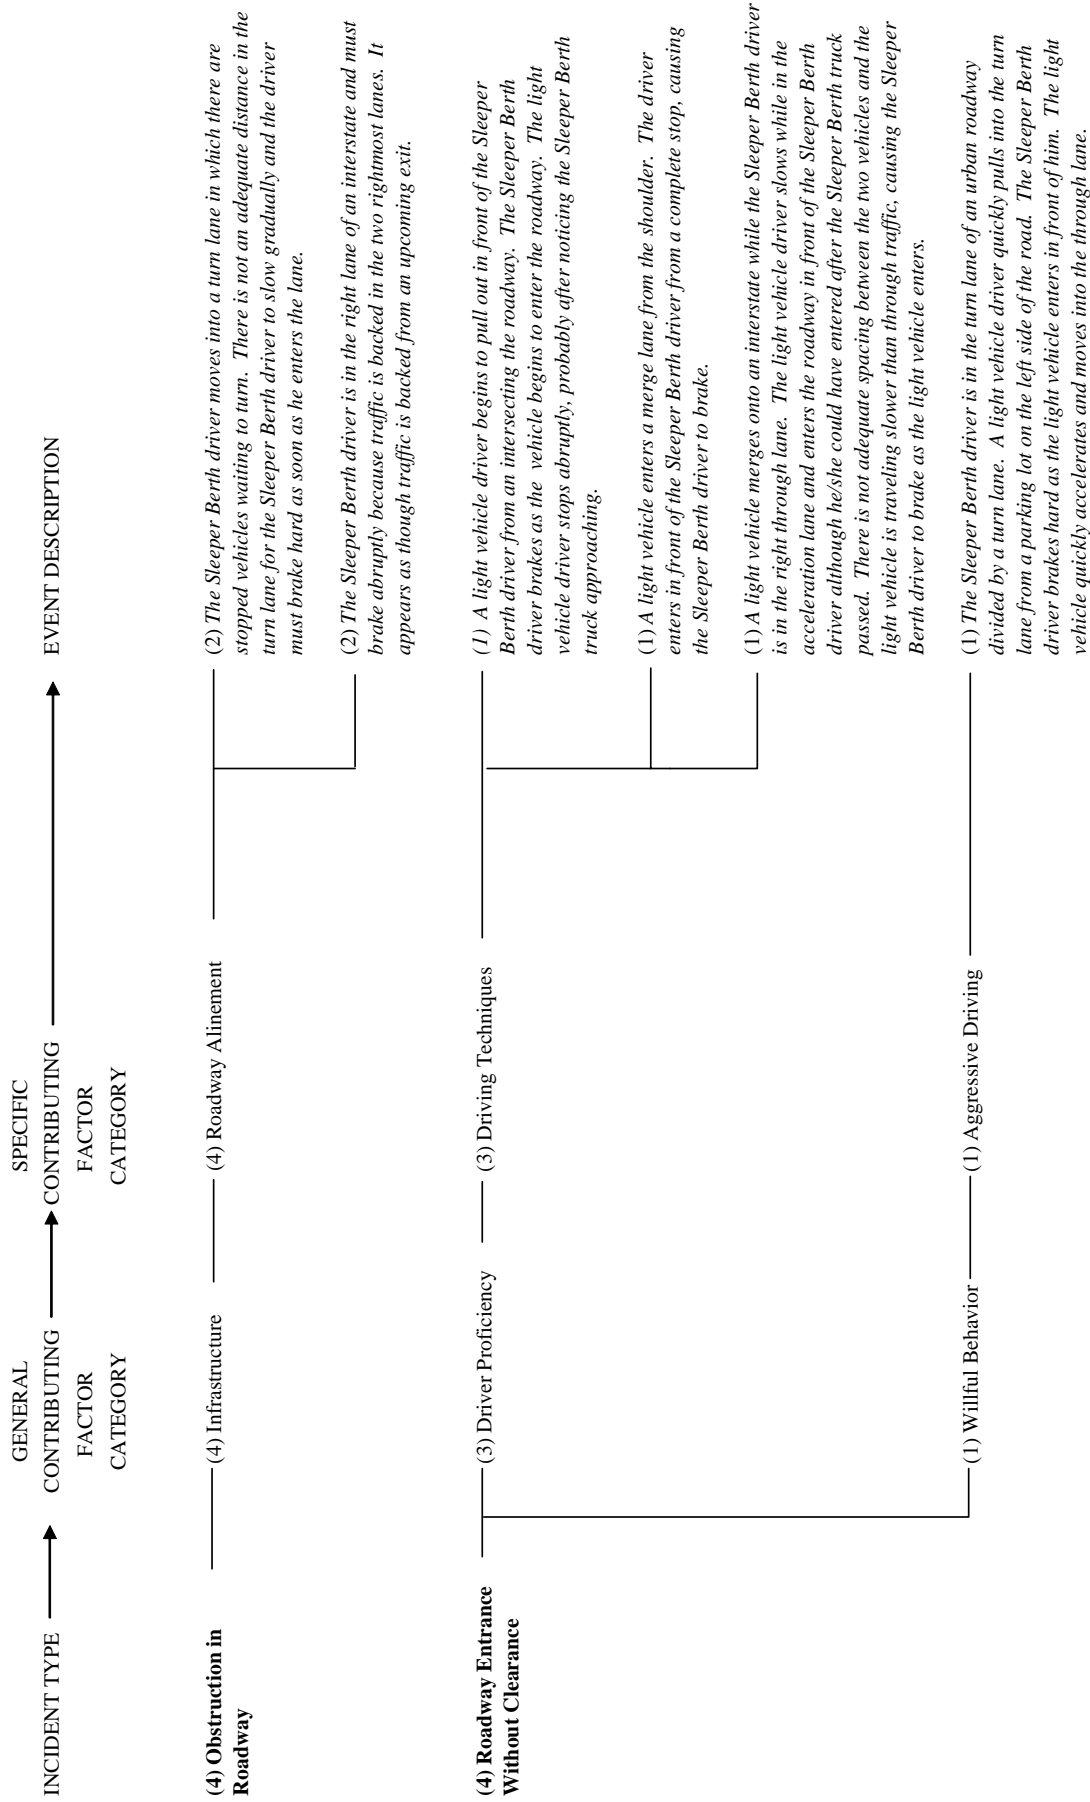 INCIDENT TYPE
GENERAL
CONTRIBUTING
FACTOR
CATEGORY
SPECIFIC
CONTRIBUTING
FACTOR
CATEGORY
EVENT DESCRIPTION
(4) Obstruction in
Roadway
(4) Infrastructure
(4) Roadway Alinement
(2) The Sleeper Berth driver moves into a turn lane in which there are
stopped vehicles waiting to turn. There is not an adequate distance in the
turn lane for the Sleeper Berth driver to slow gradually and the driver
must brake hard as soon as he enters the lane.
(2) The Sleeper Berth driver is in the right lane of an interstate and must
brake abruptly because traffic is backed in the two rightmost lanes. It
appears as though traffic is backed from an upcoming exit.
(4) Roadway Entrance
Without Clearance
(3) Driver Proficiency
(3) Driving Techniques
(1) A light vehicle driver begins to pull out in front of the Sleeper
Berth driver from an intersecting the roadway. The Sleeper Berth
driver brakes as the vehicle begins to enter the roadway. The light
vehicle driver stops abruptly, probably after noticing the Sleeper Berth
truck approaching.
(1) A light vehicle enters a merge lane from the shoulder. The driver
enters in front of the Sleeper Berth driver from a complete stop, causing
the Sleeper Berth driver to brake.
(1) A light vehicle merges onto an interstate while the Sleeper Berth driver
is in the right through lane. The light vehicle driver slows while in the
acceleration lane and enters the roadway in front of the Sleeper Berth
driver although he/she could have entered after the Sleeper Berth truck
passed. There is not adequate spacing between the two vehicles and the
light vehicle is traveling slower than through traffic, causing the Sleeper
Berth driver to brake as the light vehicle enters.
(1) Willful Behavior
(1) Aggressive Driving
(1) The Sleeper Berth driver is in the turn lane of an urban roadway
divided by a turn lane. A light vehicle driver quickly pulls into the turn
lane from a parking lot on the left side of the road. The Sleeper Berth
driver brakes hard as the light vehicle enters in front of him. The light
vehicle quickly accelerates and moves into the through lane.